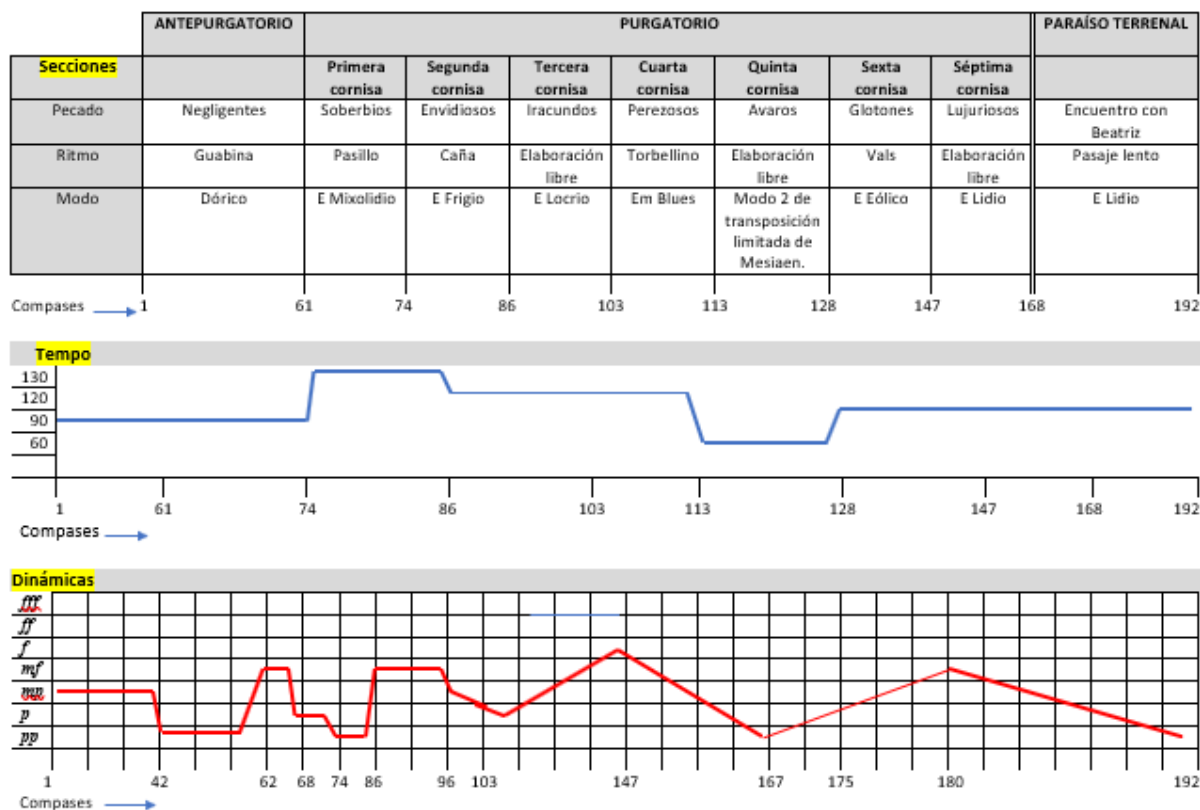 ANTEPURGATORIO PURGATORIO PARAÍSO TERRENAL
Secciones Primera cornisa Segunda cornisa Tercera cornisa Cuarta cornisa Quinta cornisa Sexta cornisa Séptima cornisa
Pecado Negligentes Soberbios Envidiosos Iracundos Perezosos Avaros Glotones Lujuriosos Encuentro con Beatriz
Ritmo Guabina Pasillo Caña Elaboración libre Torbellino Elaboración libre Vals Elaboración libre Pasaje lento
Modo Dórico E Mixolidio E Frigio E Locrio Em Blues Modo 2 de transposición limitada de Mesiaen. E Eólico E Lidio E Lidio
Compases 1 61 74 86 103 113 128 147 168 192
Tempo
130
120
90
60
1 61 74 86 103 113 128 147 168 192
Compases
Dinámicas
fff
ff
f
mf
mp
p
pp
1 42 62 68 74 86 96 103 147 167 175 180 192
Compases